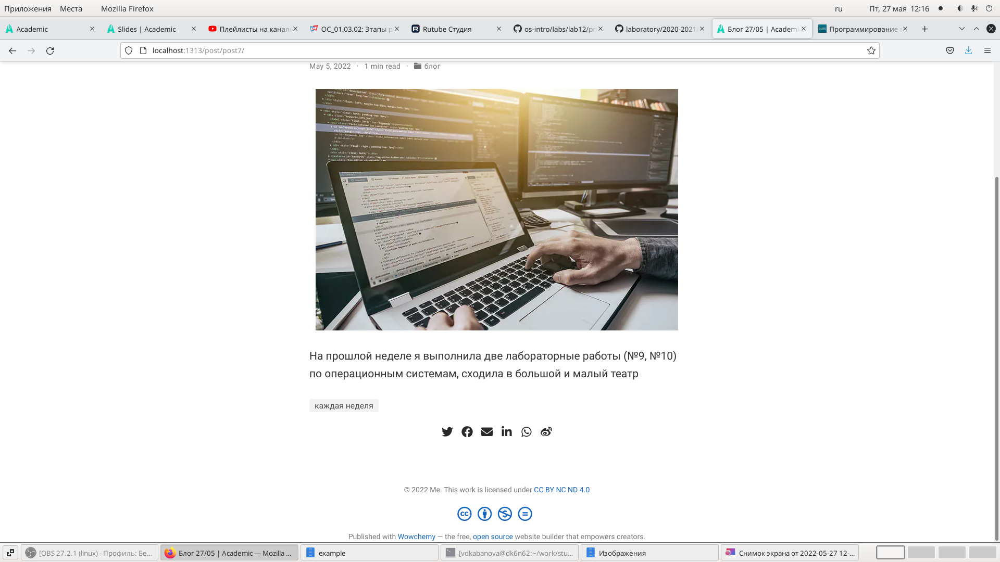 Приложения Места Mozilla Firefox ru Пт, 27 мая 12:16
Academic Slides | Academic Плейлисты на канале ОС_01.03.02: Этапы р Rutube Студия os-intro/labs/lab12/pr laboratory/2020-2021/ Блог 27/05 | Academi Программирование
localhost:1313/post/post7/
May 5, 2022 · 1 min read · блог
На прошлой неделе я выполнила две лабораторные работы (№9, №10)
по операционным системам, сходила в большой и малый театр
каждая неделя
© 2022 Me. This work is licensed under CC BY NC ND 4.0
Published with Wowchemy — the free, open source website builder that empowers creators.
[OBS 27.2.1 (linux) - Профиль: Бе... Блог 27/05 | Academic — Mozilla ... example [vdkabanova@dk6n62:~/work/stu... Изображения Снимок экрана от 2022-05-27 12-...